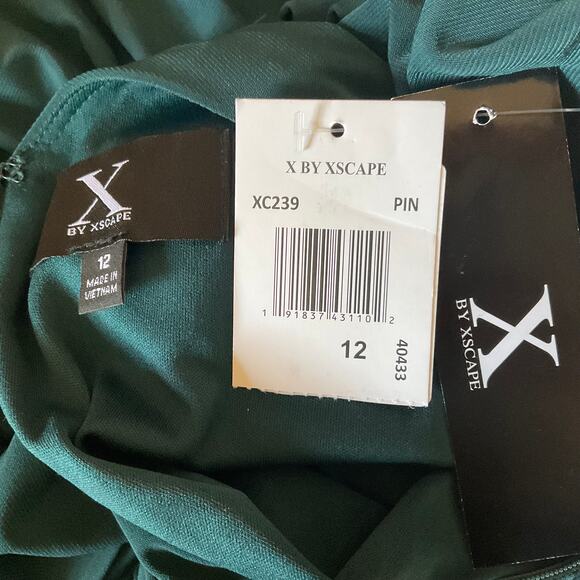 X
BY XSCAPE
12
MADE IN
VIETNAM
X BY XSCAPE
XC239 PIN
1 91837 43110 2
12
40433
X
BY XSCAPE